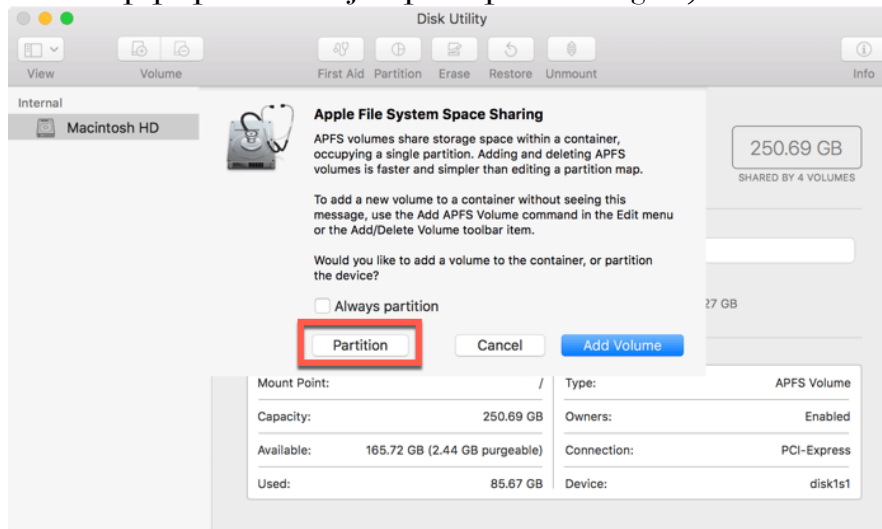 Disk Utility
View
Volume
First Aid
Partition
Erase
Restore
Unmount
Info
Internal
Macintosh HD
Apple File System Space Sharing
APFS volumes share storage space within a container,
occupying a single partition. Adding and deleting APFS
volumes is faster and simpler than editing a partition map.
To add a new volume to a container without seeing this
message, use the Add APFS Volume command in the Edit menu
or the Add/Delete Volume toolbar item.
Would you like to add a volume to the container, or partition
the device?
Always partition
Partition
Cancel
Add Volume
250.69 GB
SHARED BY 4 VOLUMES
27 GB
Mount Point: /
Type: APFS Volume
Capacity: 250.69 GB
Owners: Enabled
Available: 165.72 GB (2.44 GB purgeable)
Connection: PCI-Express
Used: 85.67 GB
Device: disk1s1